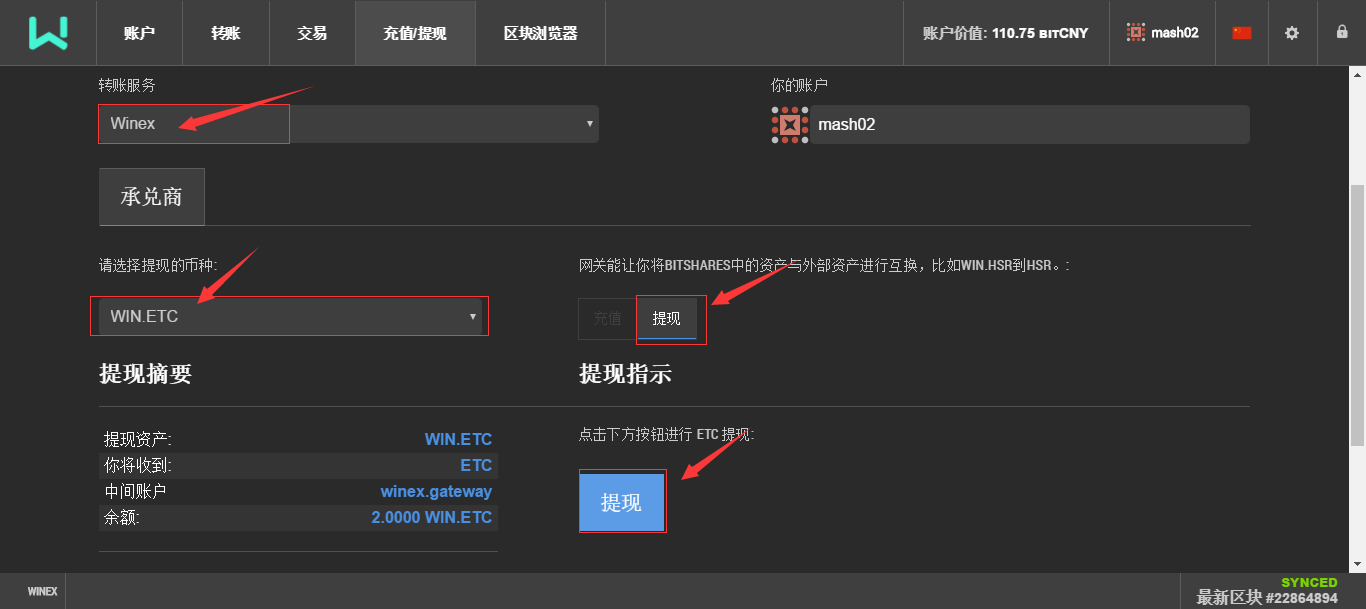 账户 转账 交易 充值/提现 区块浏览器 账户价值: 110.75 BITCNY mash02
转账服务 你的账户
Winex mash02
承兑商
请选择提现的币种: 网关能让你将BITSHARES中的资产与外部资产进行互换，比如WIN.HSR到HSR。:
WIN.ETC 充值 提现
提现摘要 提现指示
提现资产: WIN.ETC 点击下方按钮进行 ETC 提现:
你将收到: ETC
中间账户 winex.gateway
余额: 2.0000 WIN.ETC 提现
WINEX SYNCED
最新区块 #22864894